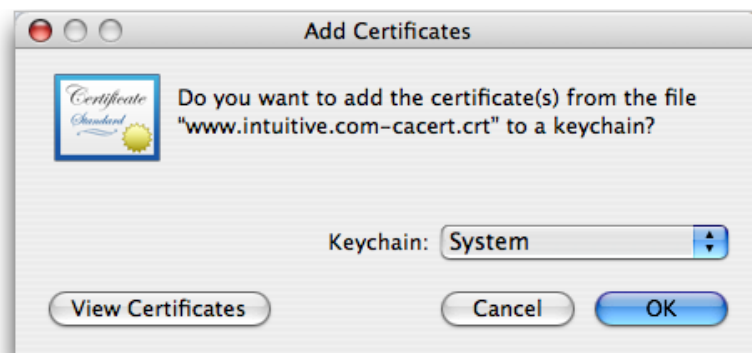 Add Certificates
Certificate
Standard
Do you want to add the certificate(s) from the file
"www.intuitive.com-cacert.crt" to a keychain?
Keychain: System
View Certificates Cancel OK